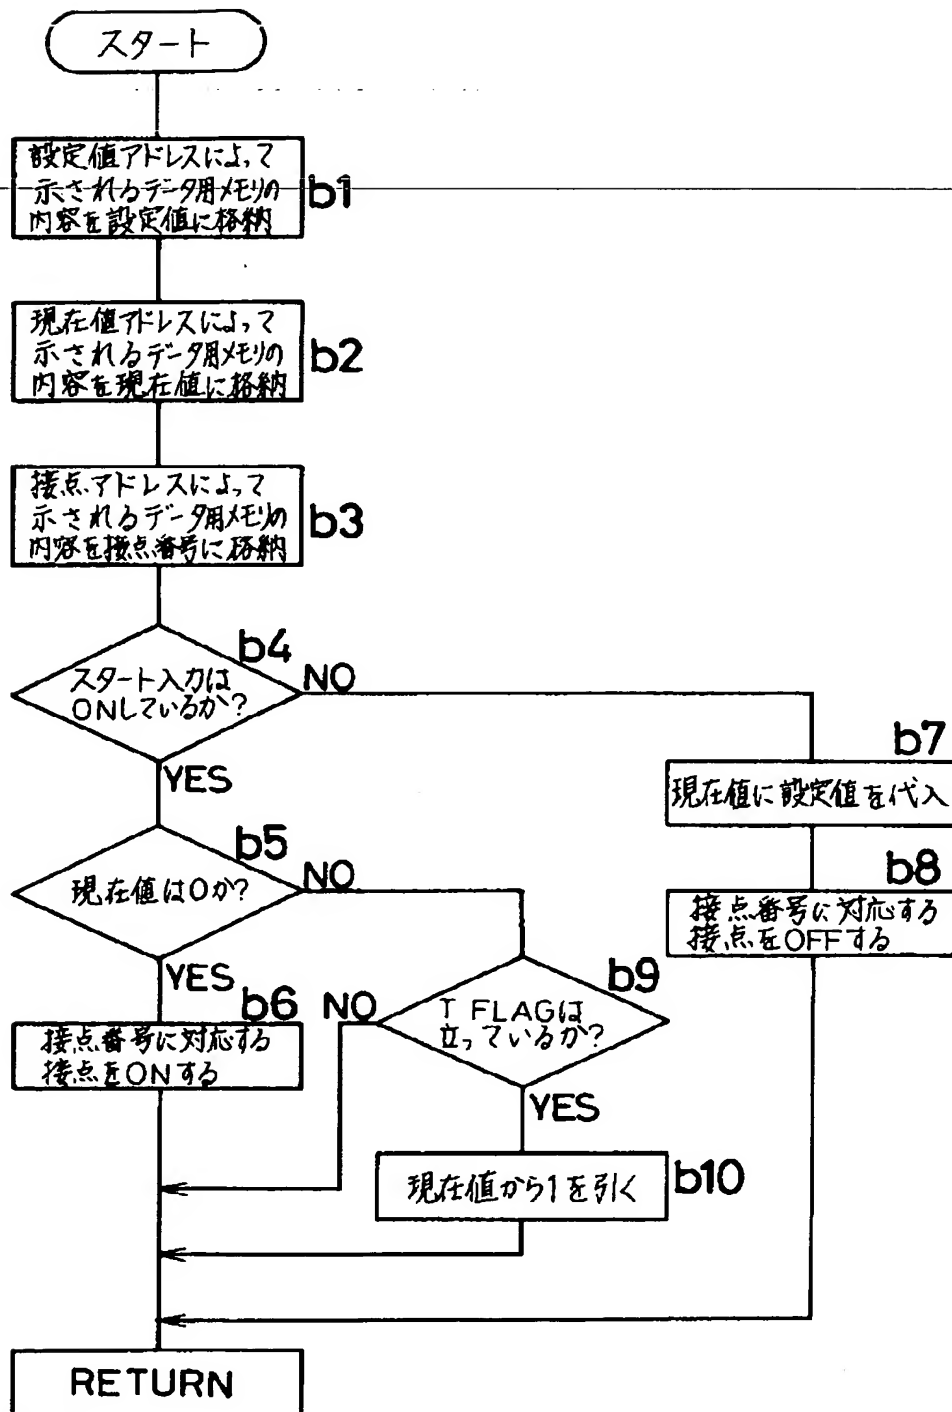 スタート
設定値アドレスによって
示されるデータ用メモリの
内容を設定値に格納
b1
現在値アドレスによって
示されるデータ用メモリの
内容を現在値に格納
b2
接点アドレスによって
示されるデータ用メモリの
内容を接点番号に格納
b3
b4
スタート入力は
ONしているか?
NO
YES
b7
現在値に設定値を代入
b5
現在値は0か?
NO
YES
b8
接点番号に対応する
接点をOFFする
b6
接点番号に対応する
接点をONする
b9
T FLAGは
立っているか?
NO
YES
現在値から1を引く
b10
RETURN